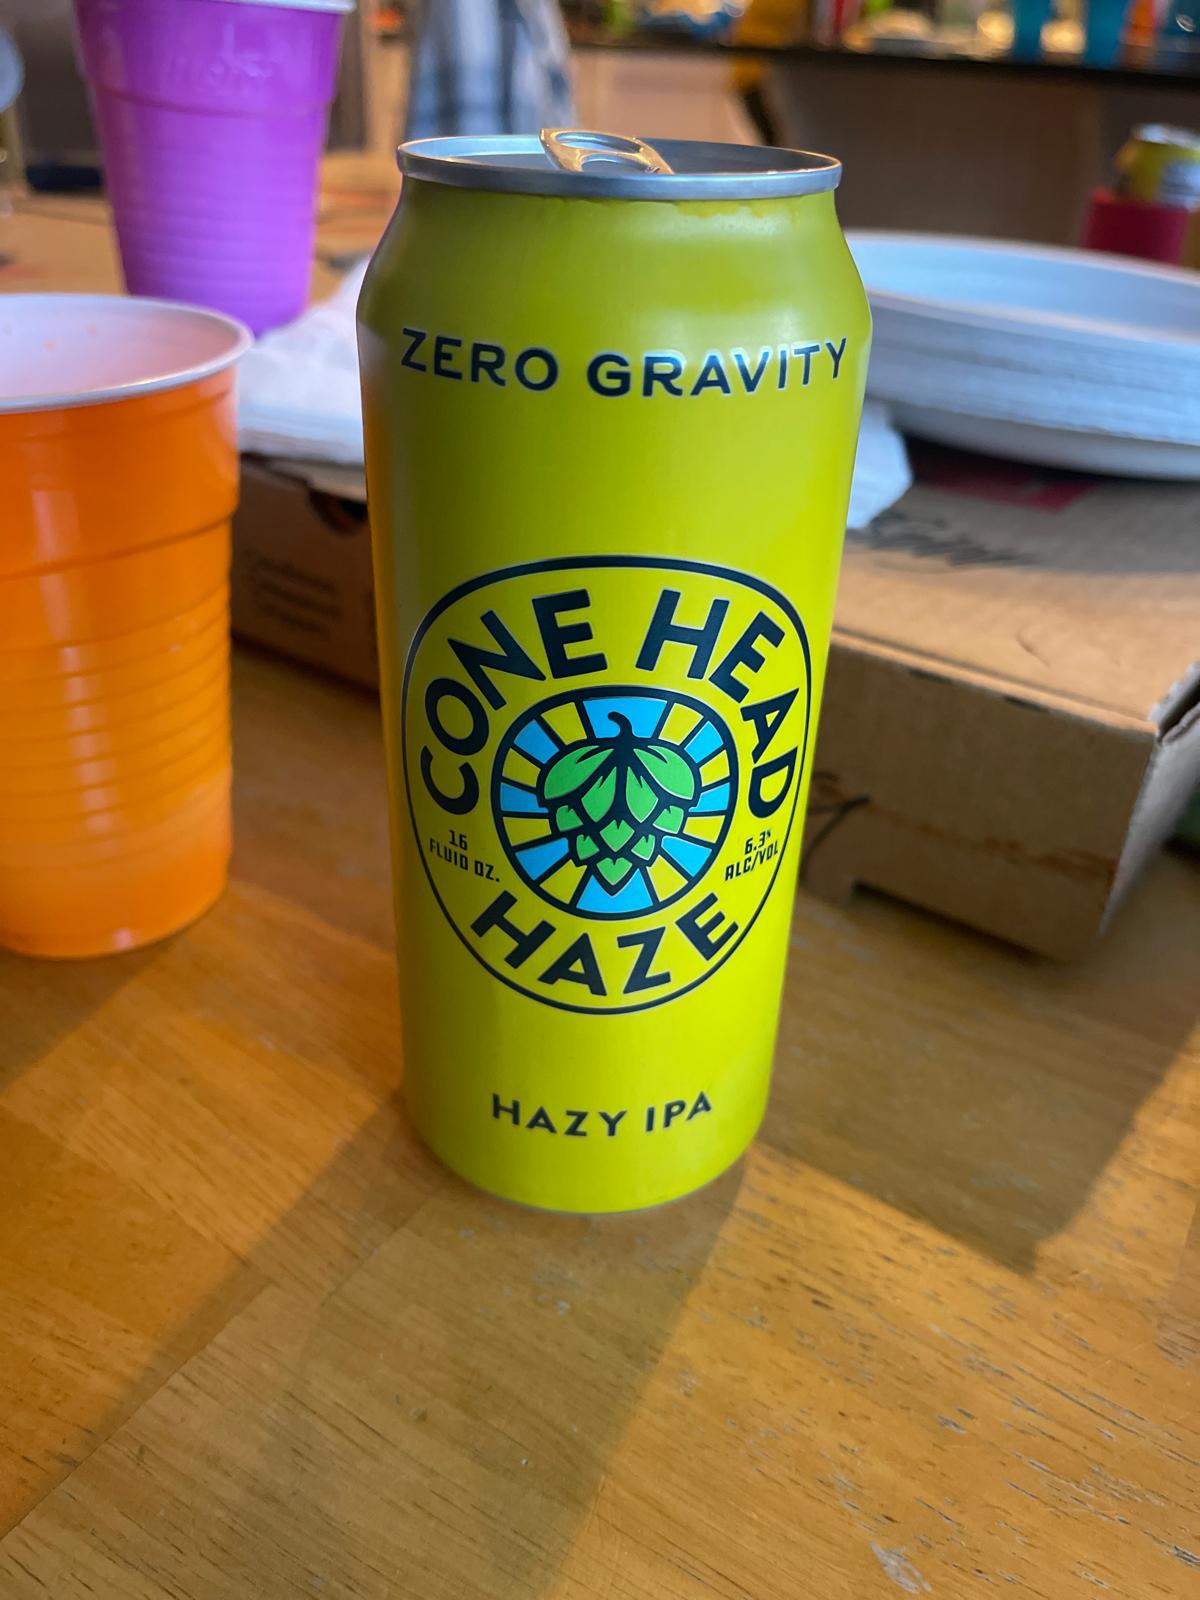 ZERO GRAVITY
CONE HEAD
16
FLUID OZ.
6.3%
ALC/VOL
HAZE
HAZY IPA